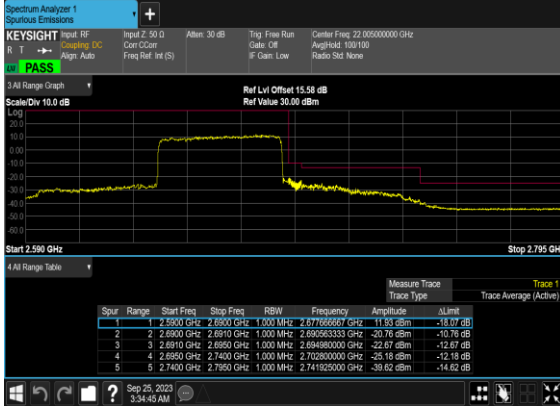 Spectrum Analyzer 1
Spurious Emissions
+
KEYSIGHT Input: RF Input Z: 50 Ω Atten: 30 dB Trig: Free Run Center Freq: 22.005000000 GHz
R T Coupling: DC Corr CCorr Gate: Off Avg|Hold: 100/100
Align: Auto Freq Ref: Int (S) IF Gain: Low Radio Std: None
LXI PASS
3 All Range Graph
Ref Lvl Offset 15.58 dB
Scale/Div 10.0 dB Ref Value 30.00 dBm
Log
20.0
10.0
0.00
-10.0
-20.0
-30.0
-40.0
-50.0
-60.0
Start 2.590 GHz Stop 2.795 GH
4 All Range Table
Measure Trace Trace 1
Trace Type Trace Average (Active)
Spur Range Start Freq Stop Freq RBW Frequency Amplitude ΔLimit
1 1 2.5900 GHz 2.6900 GHz 1.000 MHz 2.677666667 GHz 11.93 dBm -18.07 dB
2 2 2.6900 GHz 2.6910 GHz 1.000 MHz 2.690563333 GHz -20.76 dBm -10.76 dB
3 3 2.6910 GHz 2.6950 GHz 1.000 MHz 2.694980000 GHz -22.67 dBm -12.67 dB
4 4 2.6950 GHz 2.7400 GHz 1.000 MHz 2.702800000 GHz -25.18 dBm -12.18 dB
5 5 2.7400 GHz 2.7950 GHz 1.000 MHz 2.741925000 GHz -39.62 dBm -14.62 dB
? Sep 25, 2023
3:34:45 AM